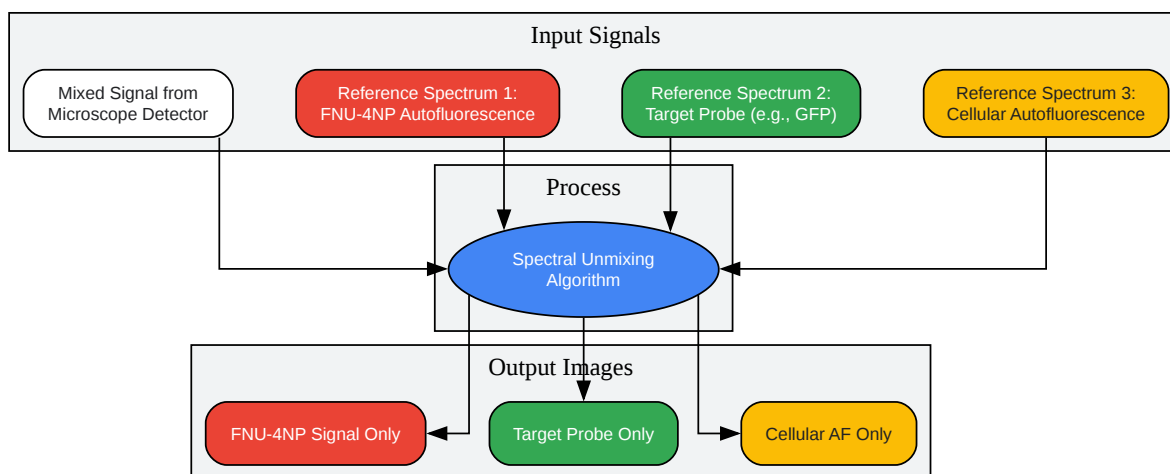 Input Signals
Mixed Signal from
Microscope Detector
Reference Spectrum 1:
FNU-4NP Autofluorescence
Reference Spectrum 2:
Target Probe (e.g., GFP)
Reference Spectrum 3:
Cellular Autofluorescence
Process
Spectral Unmixing
Algorithm
Output Images
FNU-4NP Signal Only
Target Probe Only
Cellular AF Only